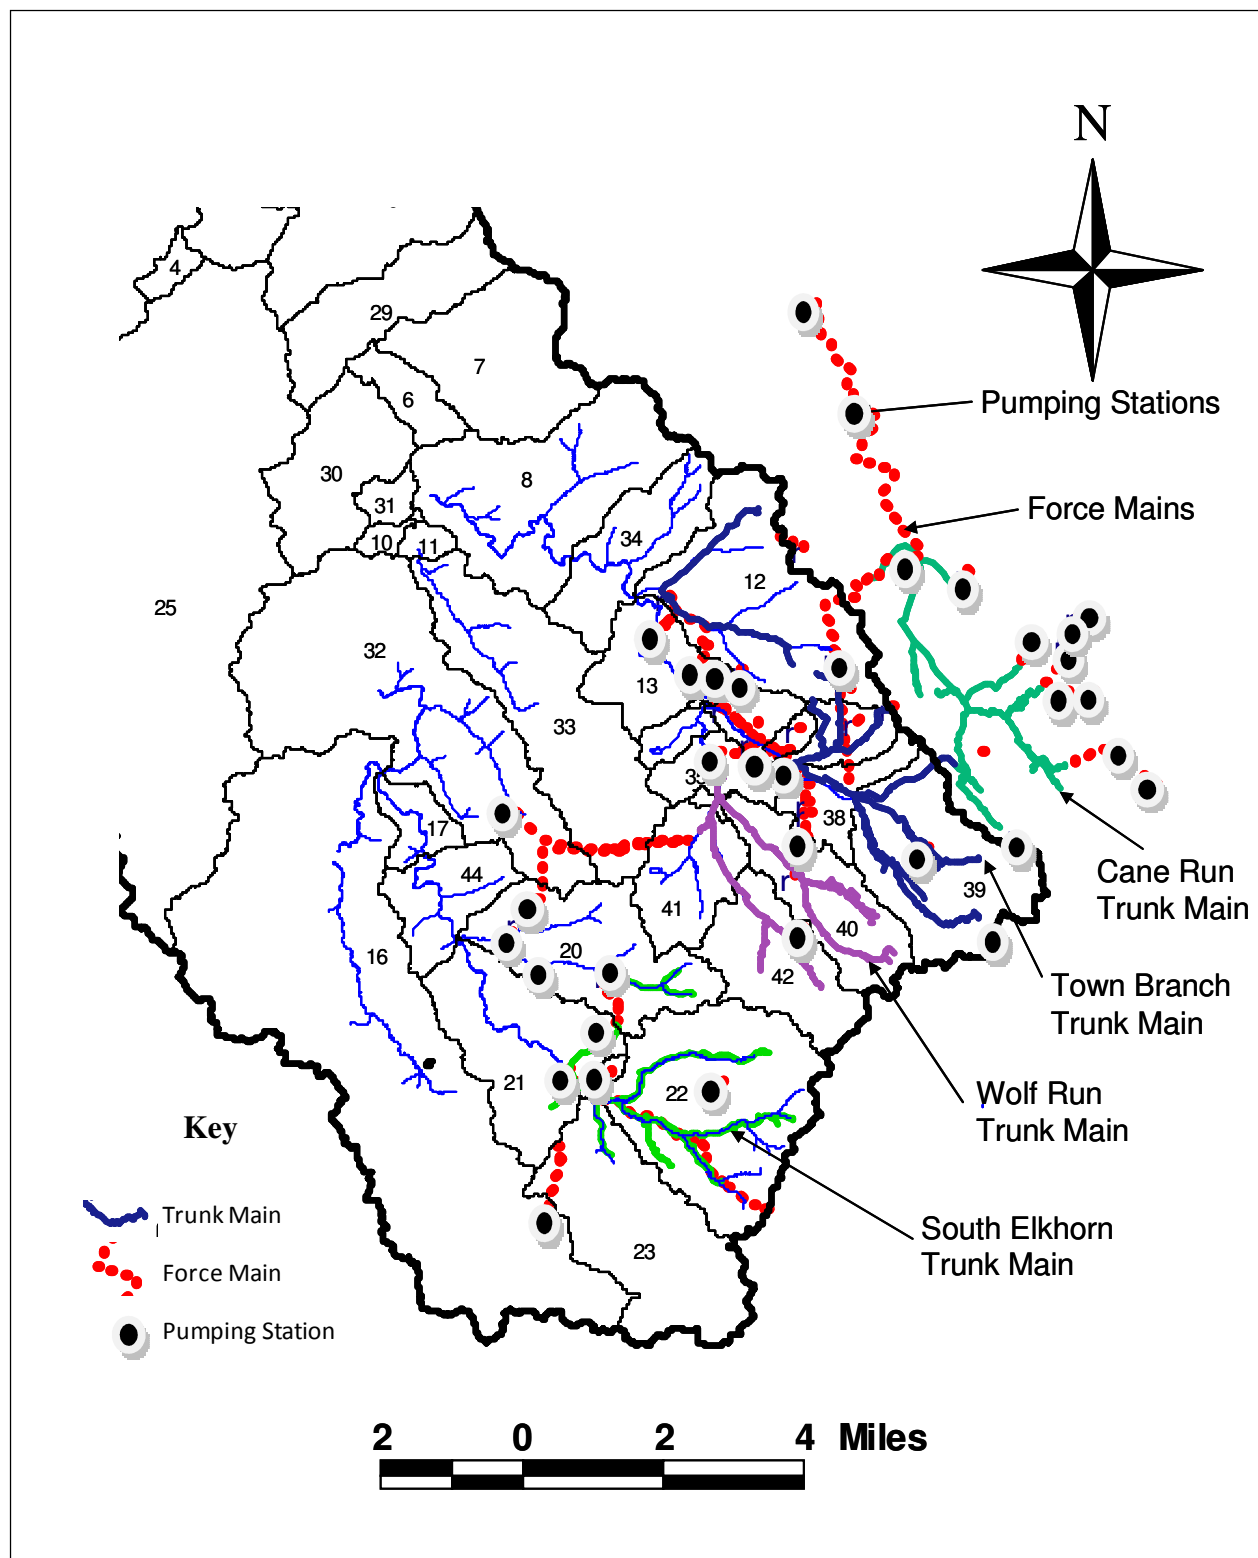 N
4
29
7
Pumping Stations
6
30
8
31
Force Mains
10
11
34
12
25
32
13
33
38
17
Cane Run
Trunk Main
44
39
41
40
16
20
42
Town Branch
Trunk Main
21
22
Wolf Run
Trunk Main
Key
Trunk Main
Force Main
Pumping Station
South Elkhorn
Trunk Main
23
2 0 2 4 Miles